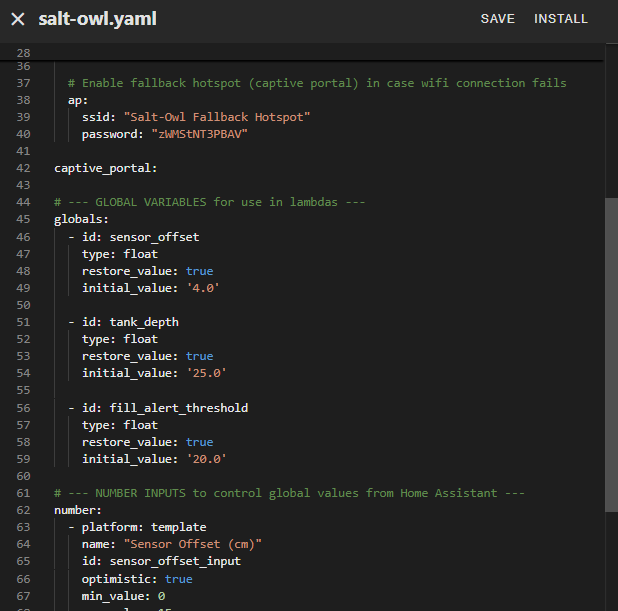 salt-owl.yaml
SAVE INSTALL
28
36
37 # Enable fallback hotspot (captive portal) in case wifi connection fails
38 ap:
39 ssid: "Salt-Owl Fallback Hotspot"
40 password: "zWMStNT3PBAV"
41
42 captive_portal:
43
44 # --- GLOBAL VARIABLES for use in lambdas ---
45 globals:
46 - id: sensor_offset
47 type: float
48 restore_value: true
49 initial_value: '4.0'
50
51 - id: tank_depth
52 type: float
53 restore_value: true
54 initial_value: '25.0'
55
56 - id: fill_alert_threshold
57 type: float
58 restore_value: true
59 initial_value: '20.0'
60
61 # --- NUMBER INPUTS to control global values from Home Assistant ---
62 number:
63 - platform: template
64 name: "Sensor Offset (cm)"
65 id: sensor_offset_input
66 optimistic: true
67 min_value: 0